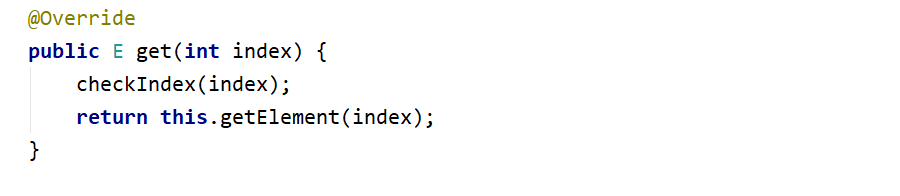 @Override
public E get(int index) {
    checkIndex(index);
    return this.getElement(index);
}